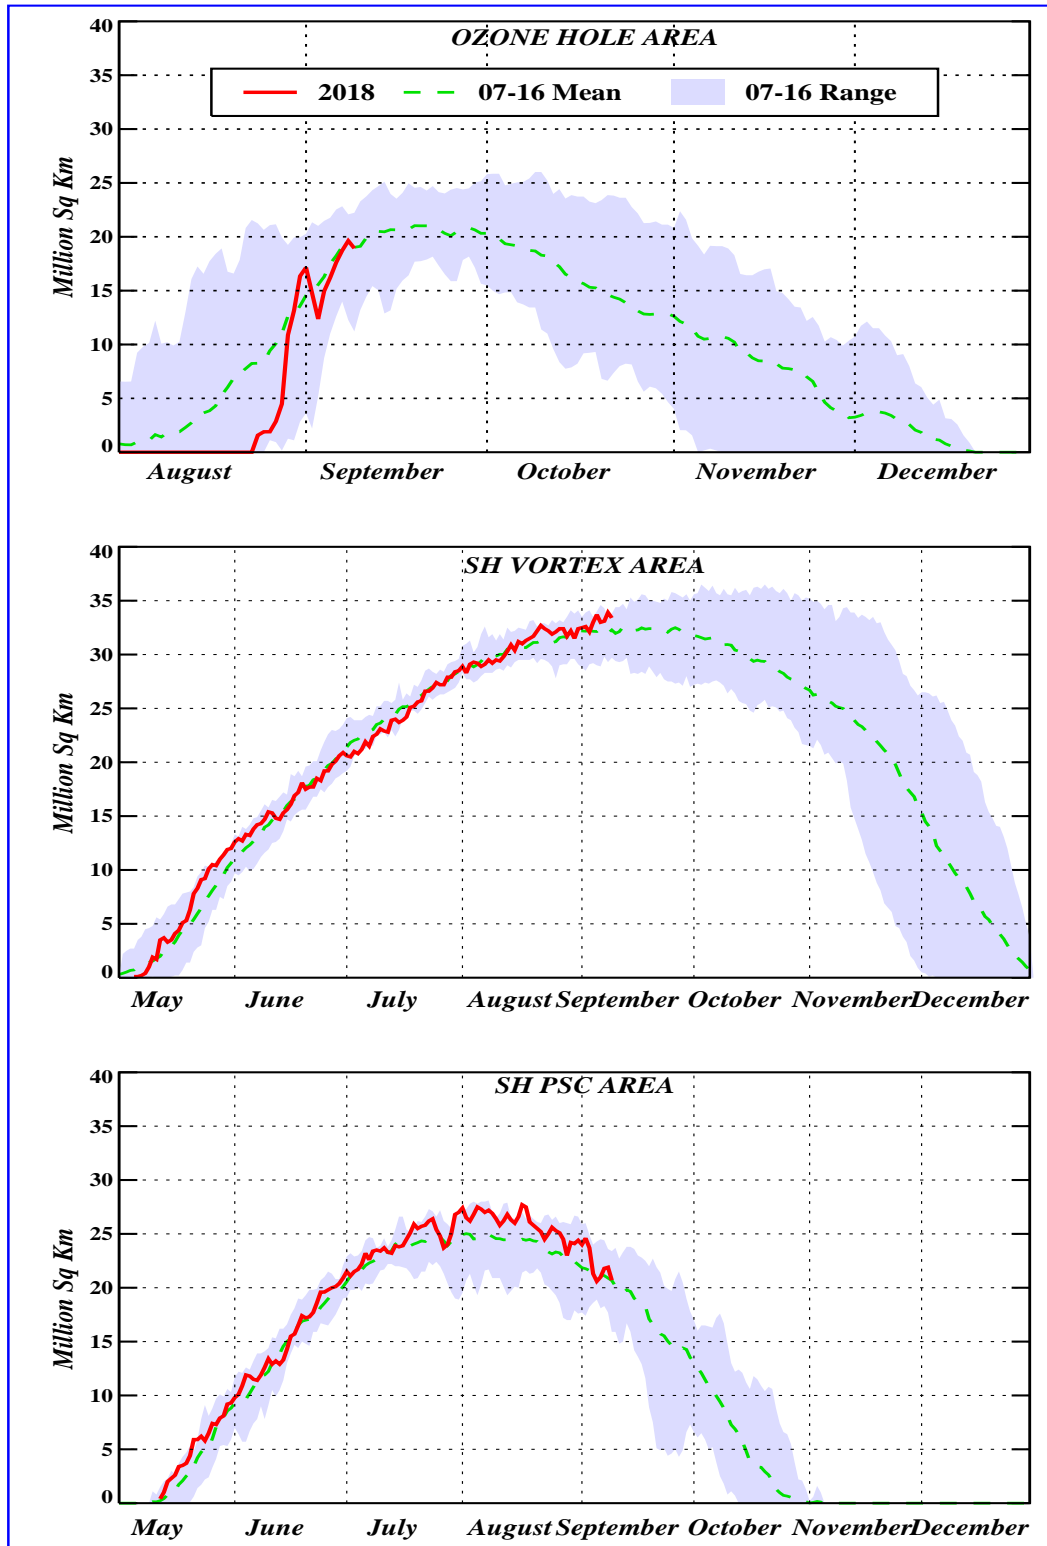 OZONE HOLE AREA
2018 07-16 Mean 07-16 Range
Million Sq Km
40
35
30
25
20
15
10
5
0
August September October November December
SH VORTEX AREA
Million Sq Km
40
35
30
25
20
15
10
5
0
May June July August September October November December
SH PSC AREA
Million Sq Km
40
35
30
25
20
15
10
5
0
May June July August September October November December